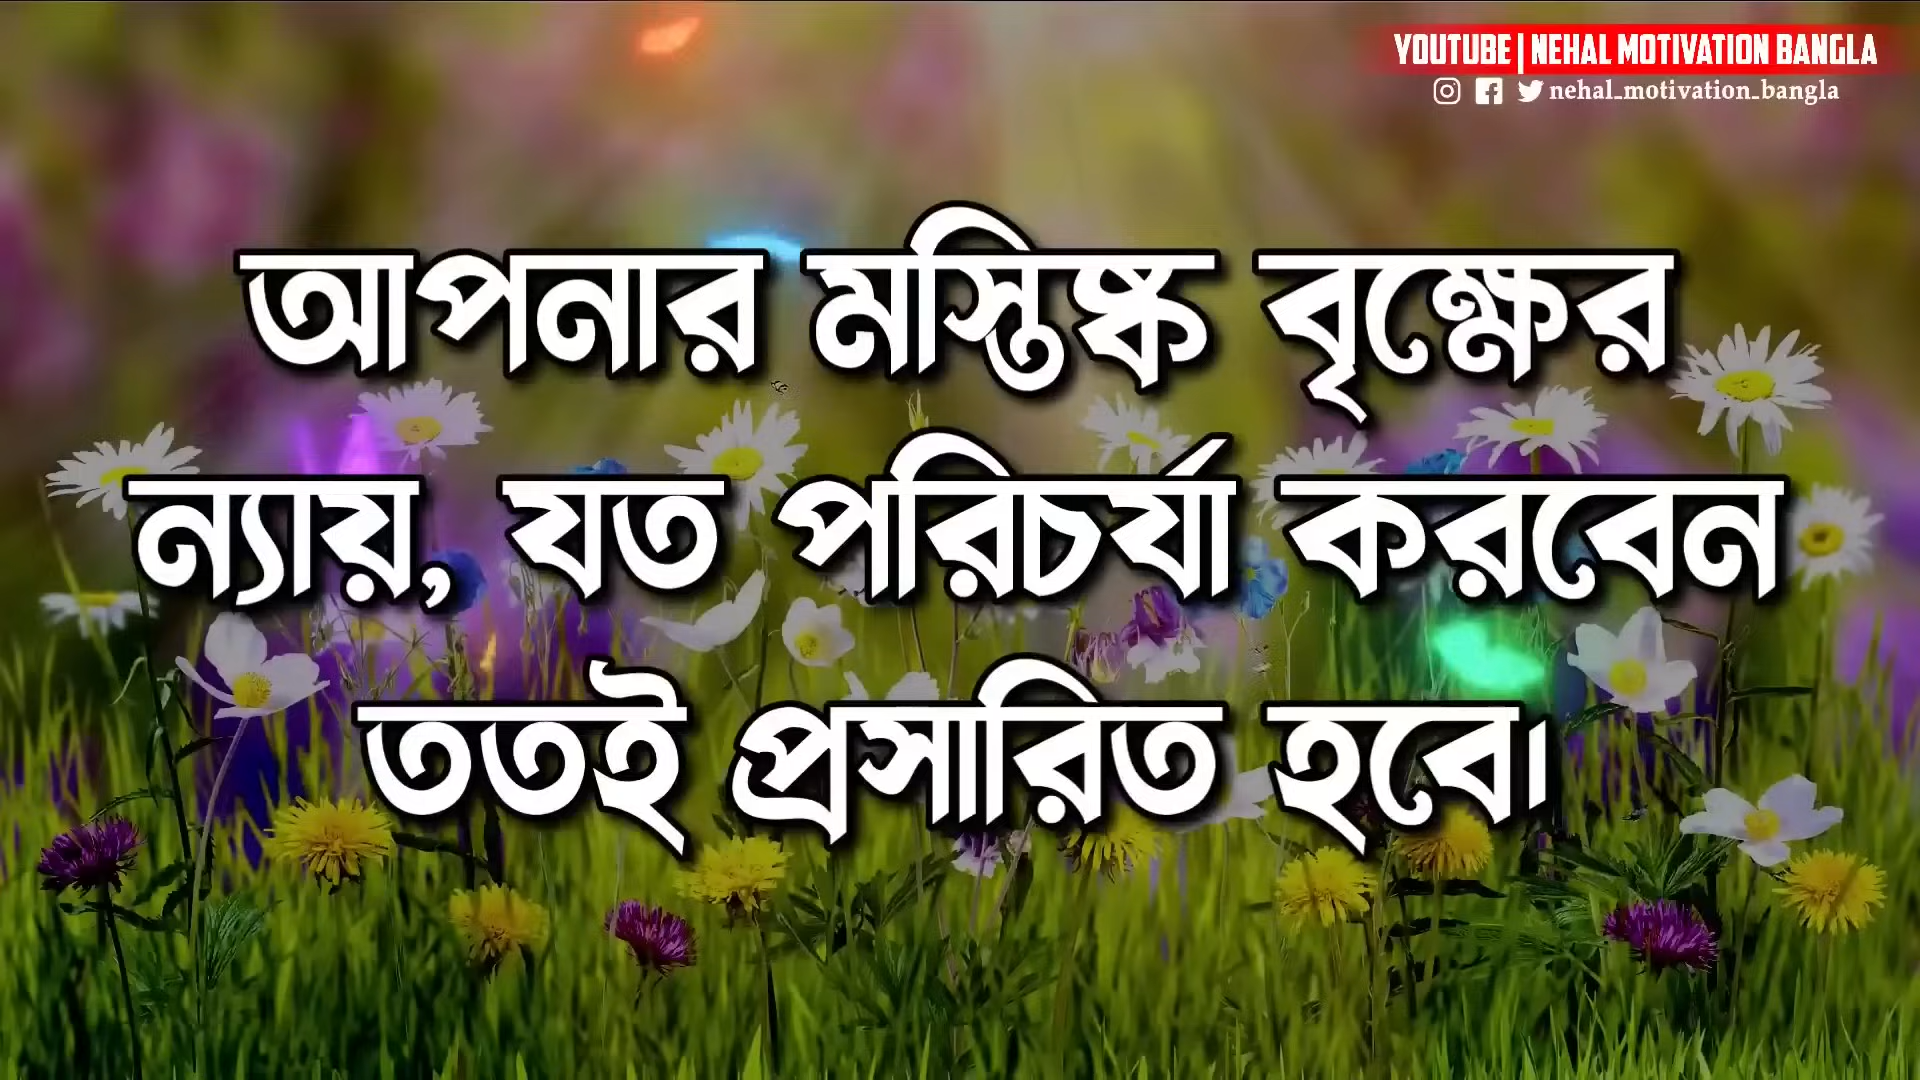 YOUTUBE | NEHAL MOTIVATION BANGLA
nehal_motivation_bangla
আপনার মস্তিষ্ক বৃক্ষের
ন্যায়, যত পরিচর্যা করবেন
ততই প্রসারিত হবে।